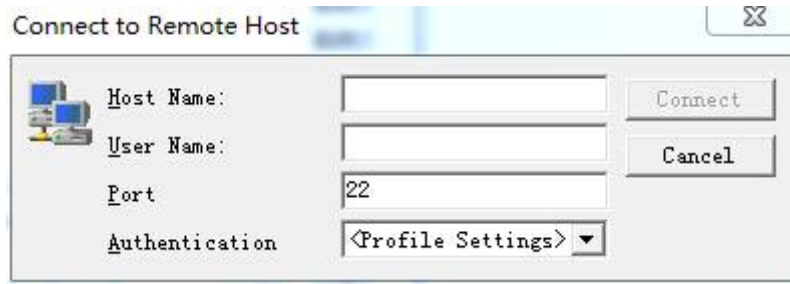 Connect to Remote Host
Host Name:
Connect
User Name:
Cancel
Port
22
Authentication
<Profile Settings>